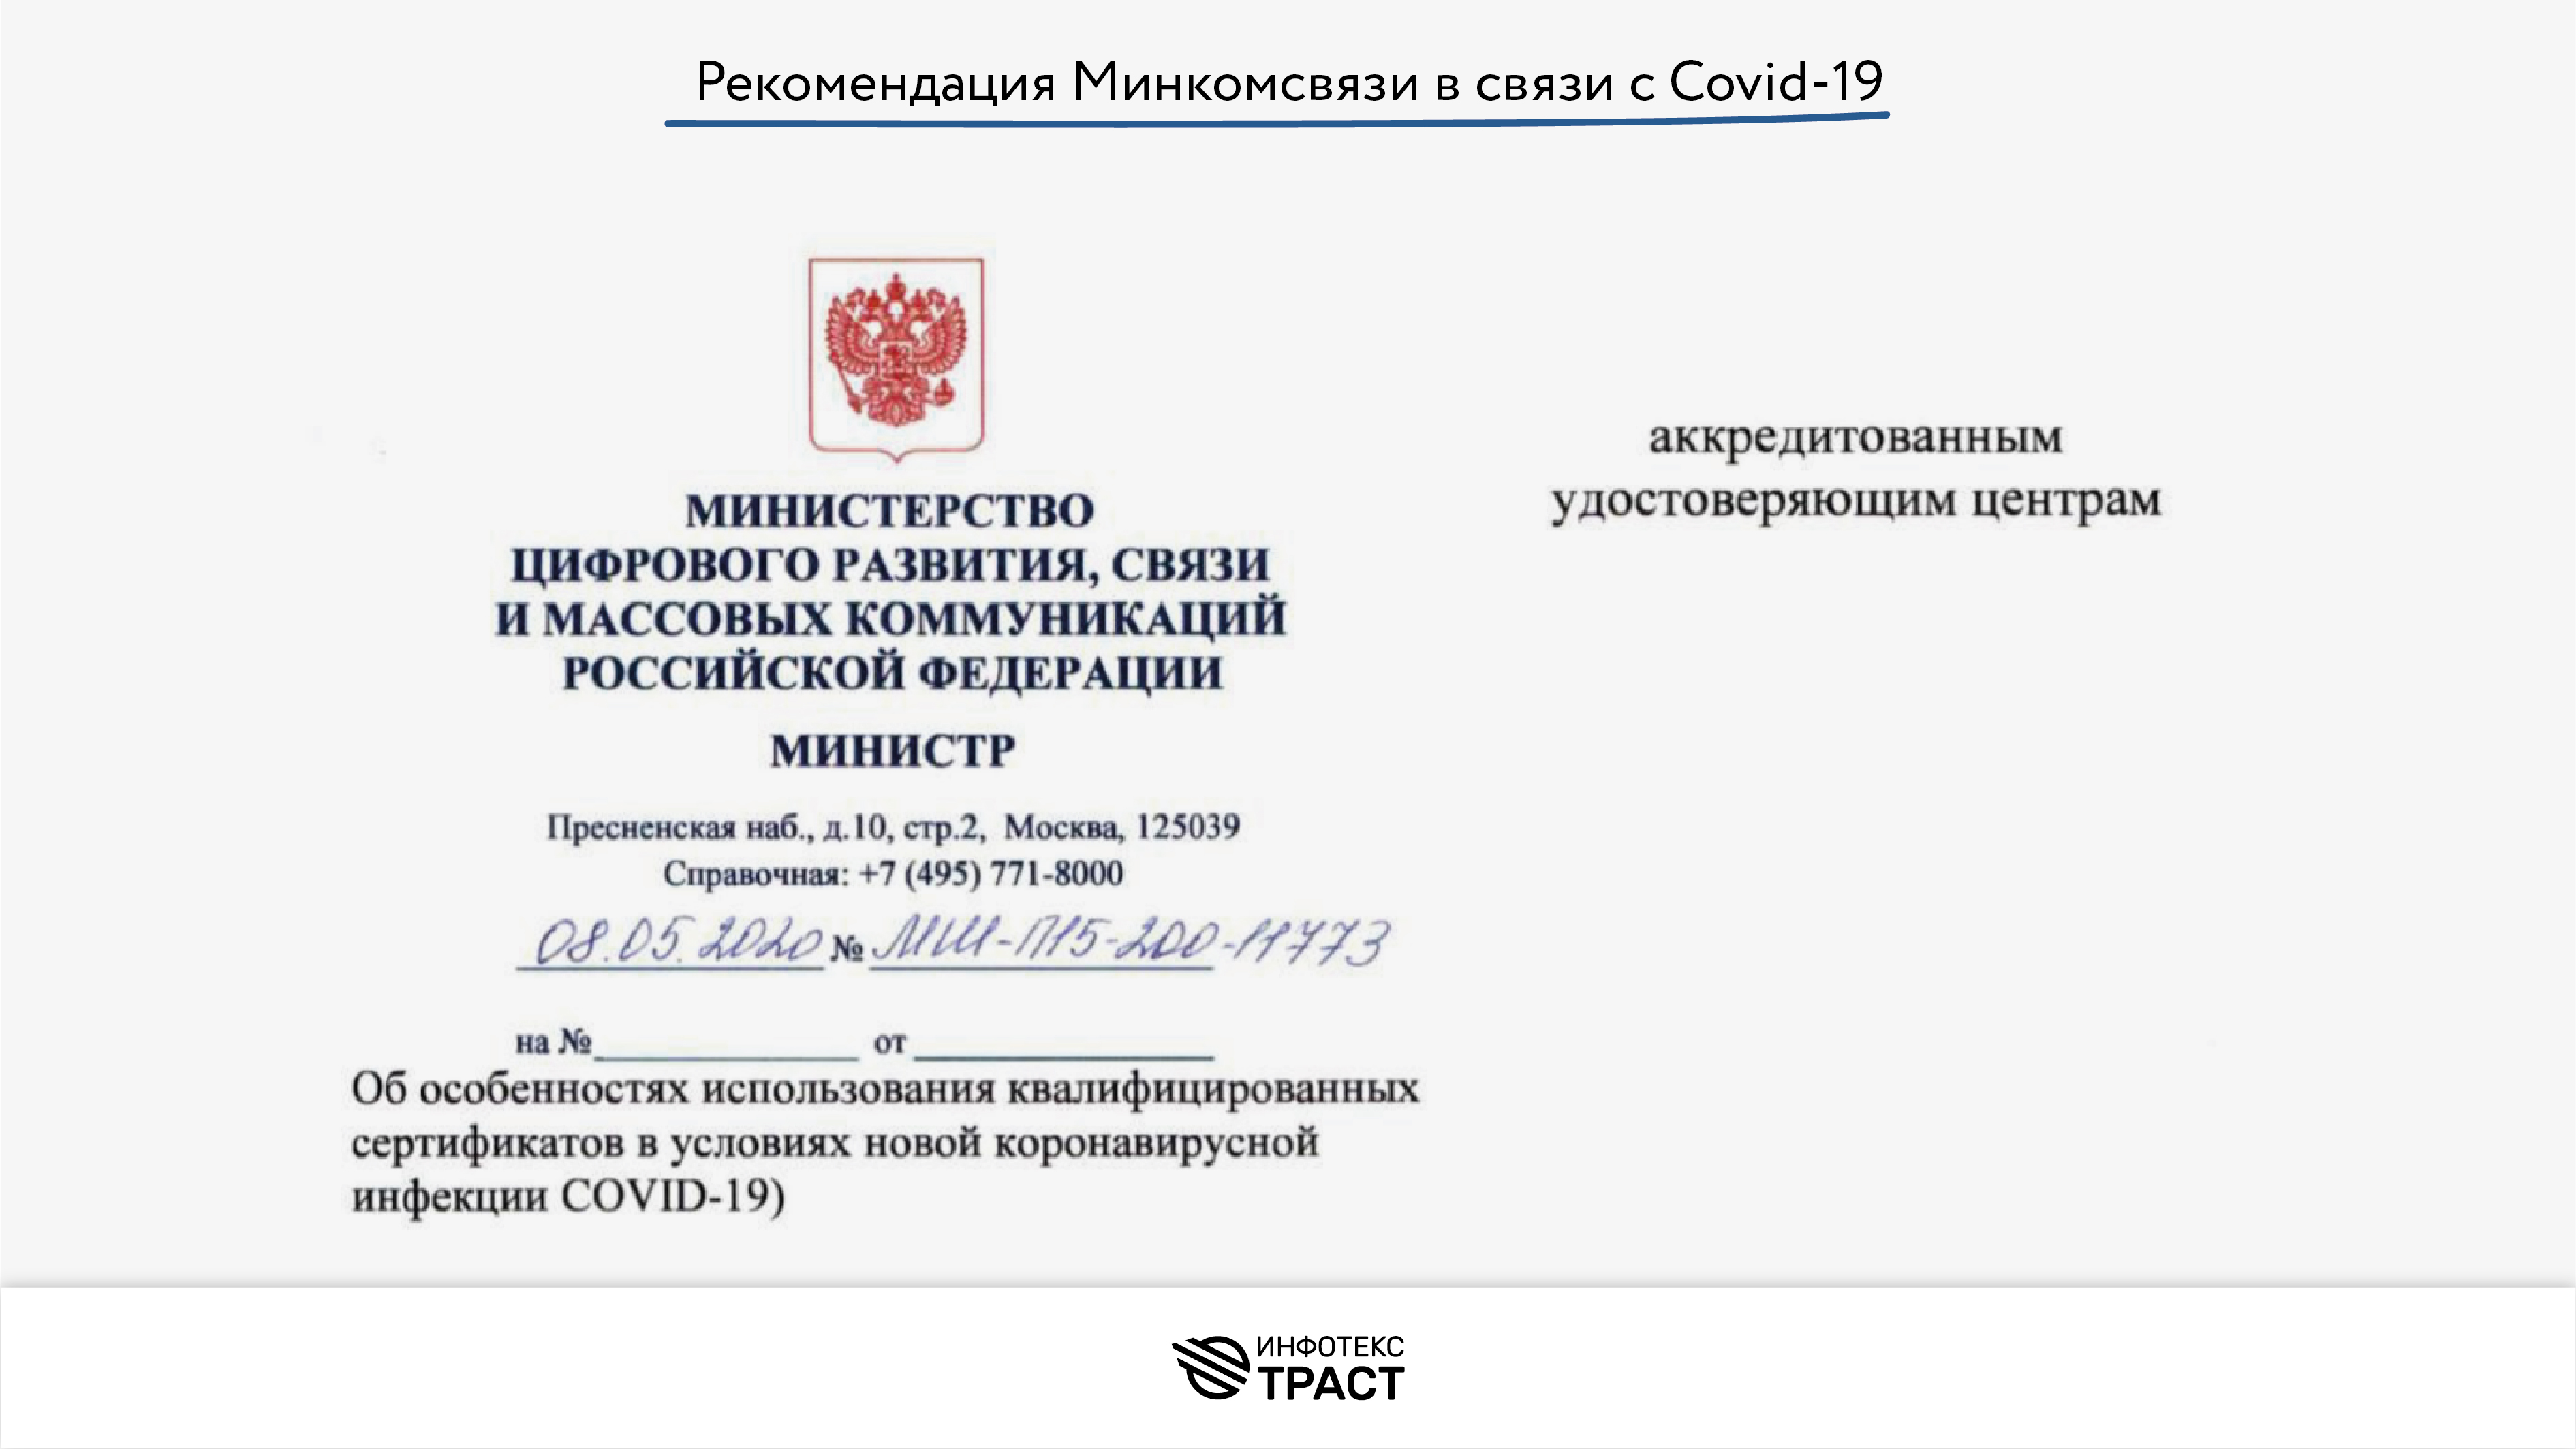 Рекомендация Минкомсвязи в связи с Covid-19
МИНИСТЕРСТВО
ЦИФРОВОГО РАЗВИТИЯ, СВЯЗИ
И МАССОВЫХ КОММУНИКАЦИЙ
РОССИЙСКОЙ ФЕДЕРАЦИИ
МИНИСТР
Пресненская наб., д.10, стр.2, Москва, 125039
Справочная: +7 (495) 771-8000
08.05.2020 № МШ-П15-200-11773
на № от
Об особенностях использования квалифицированных
сертификатов в условиях новой коронавирусной
инфекции COVID-19)
аккредитованным
удостоверяющим центрам
ИНФОТЕКС
ТРАСТ